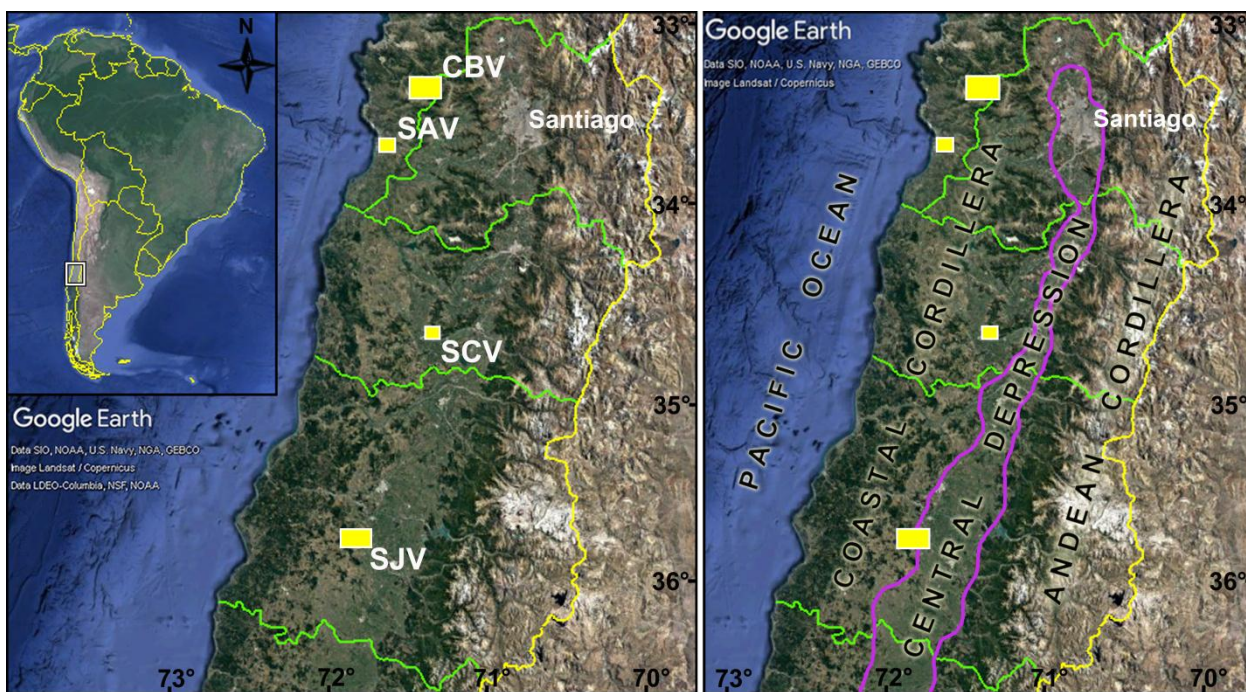 N
Google Earth
Data SIO, NOAA, U.S. Navy, NGA, GEBCO
Image Landsat / Copernicus
Data LDEO-Columbia, NSF, NOAA
CBV
SAV
Santiago
SCV
SJV
33°
34°
35°
36°
73°
72°
71°
70°
Google Earth
Data SIO, NOAA, U.S. Navy, NGA, GEBCO
Image Landsat / Copernicus
Santiago
PACIFIC OCEAN
COASTAL CORDILLERA
CENTRAL DEPRESSION
ANDEAN CORDILLERA
33°
34°
35°
36°
72°
71°
70°